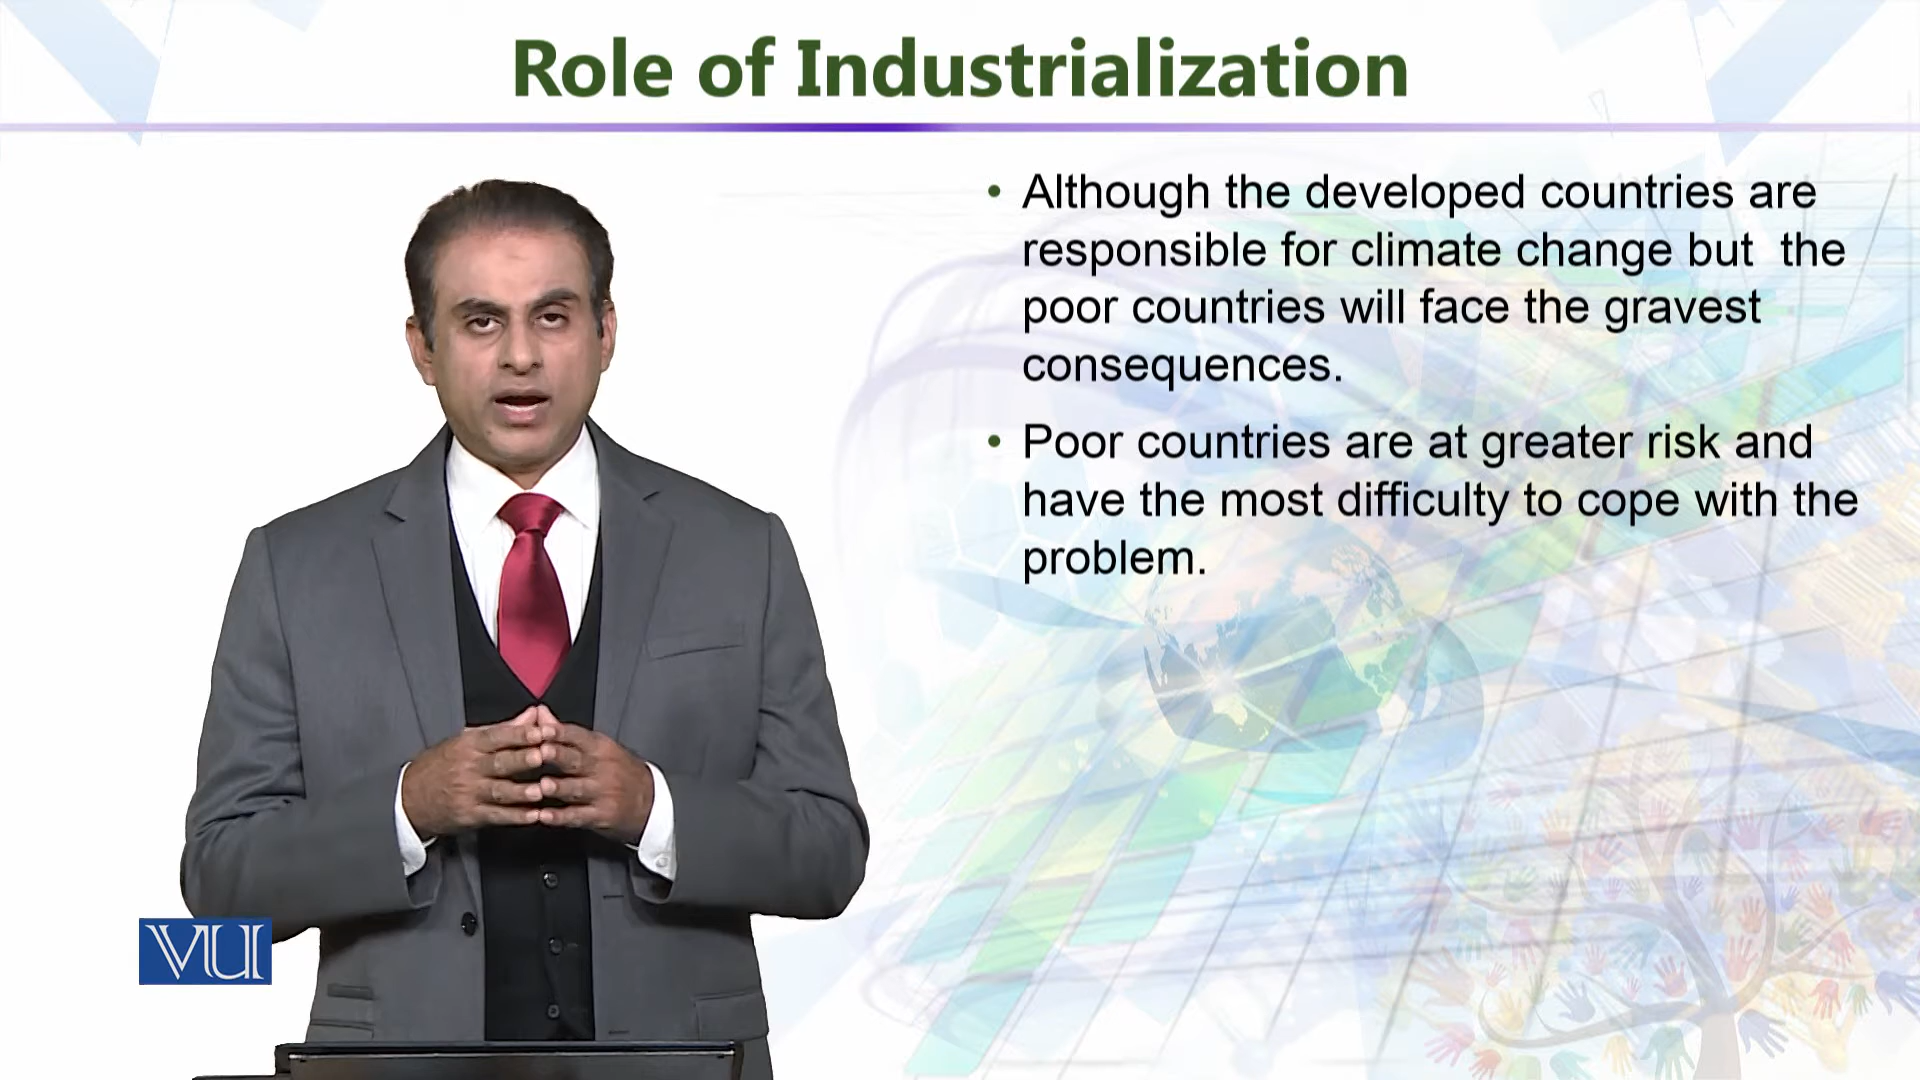 Role of Industrialization
• Although the developed countries are
responsible for climate change but  the
poor countries will face the gravest
consequences.
• Poor countries are at greater risk and
have the most difficulty to cope with the
problem.
VU